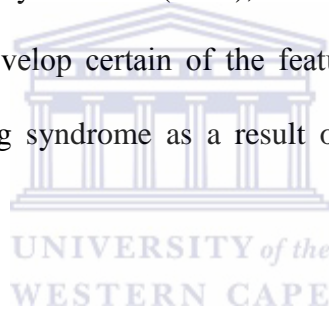 velop certain of the featu
g syndrome as a result o
UNIVERSITY of the
WESTERN CAPE